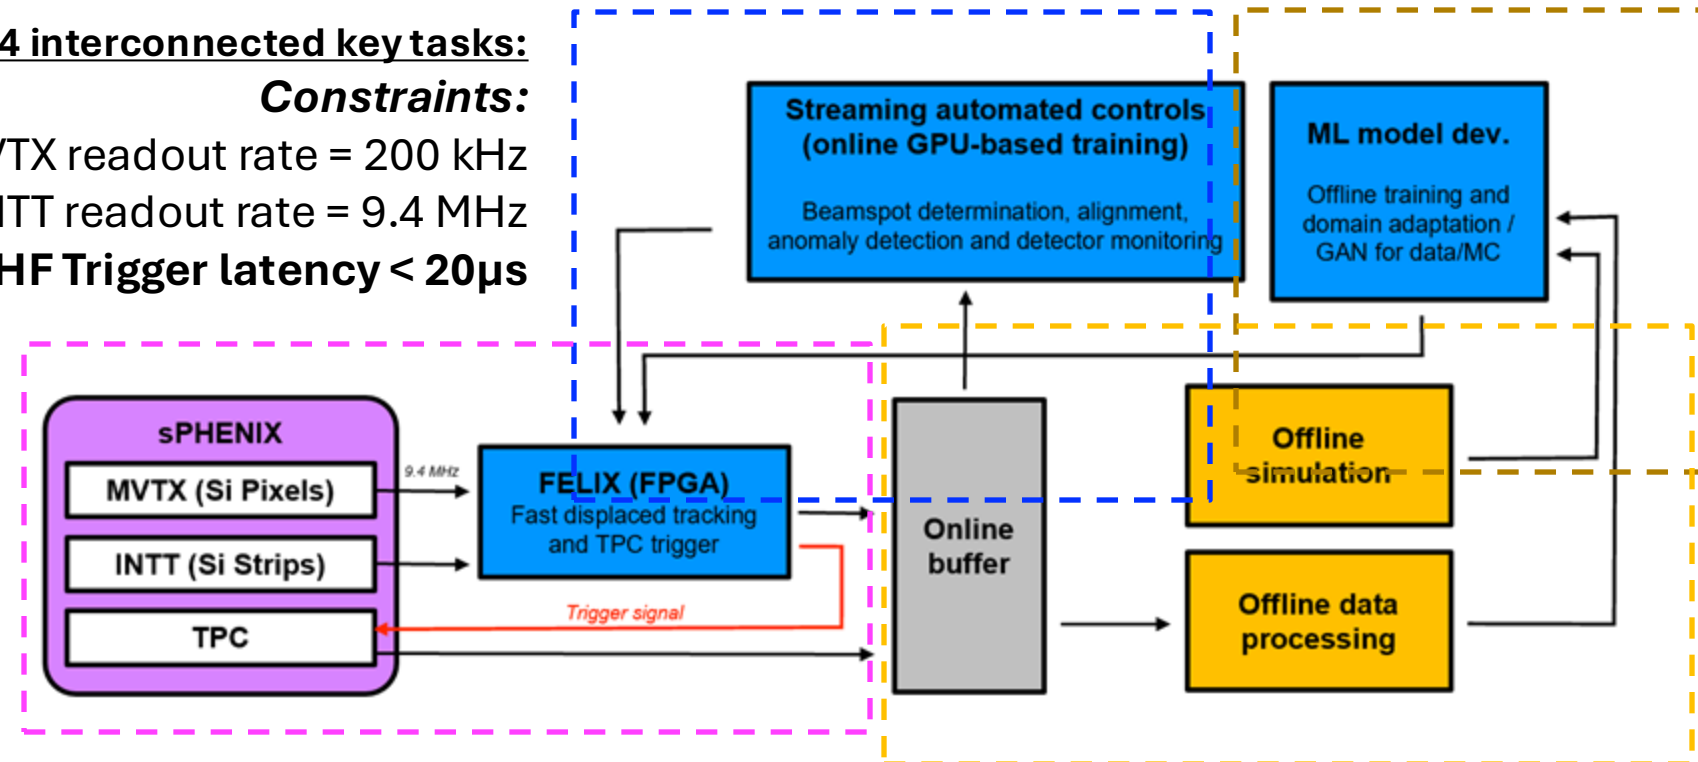 4 interconnected key tasks:
Constraints:
VTX readout rate = 200 kHz
NTT readout rate = 9.4 MHz
HF Trigger latency < 20µs
Streaming automated controls
(online GPU-based training)
Beamspot determination, alignment,
anomaly detection and detector monitoring
ML model dev.
Offline training and
domain adaptation /
GAN for data/MC
sPHENIX
MVTX (Si Pixels)
INTT (Si Strips)
TPC
9.4 MHz
FELIX (FPGA)
Fast displaced tracking
and TPC trigger
Trigger signal
Online
buffer
Offline
simulation
Offline data
processing